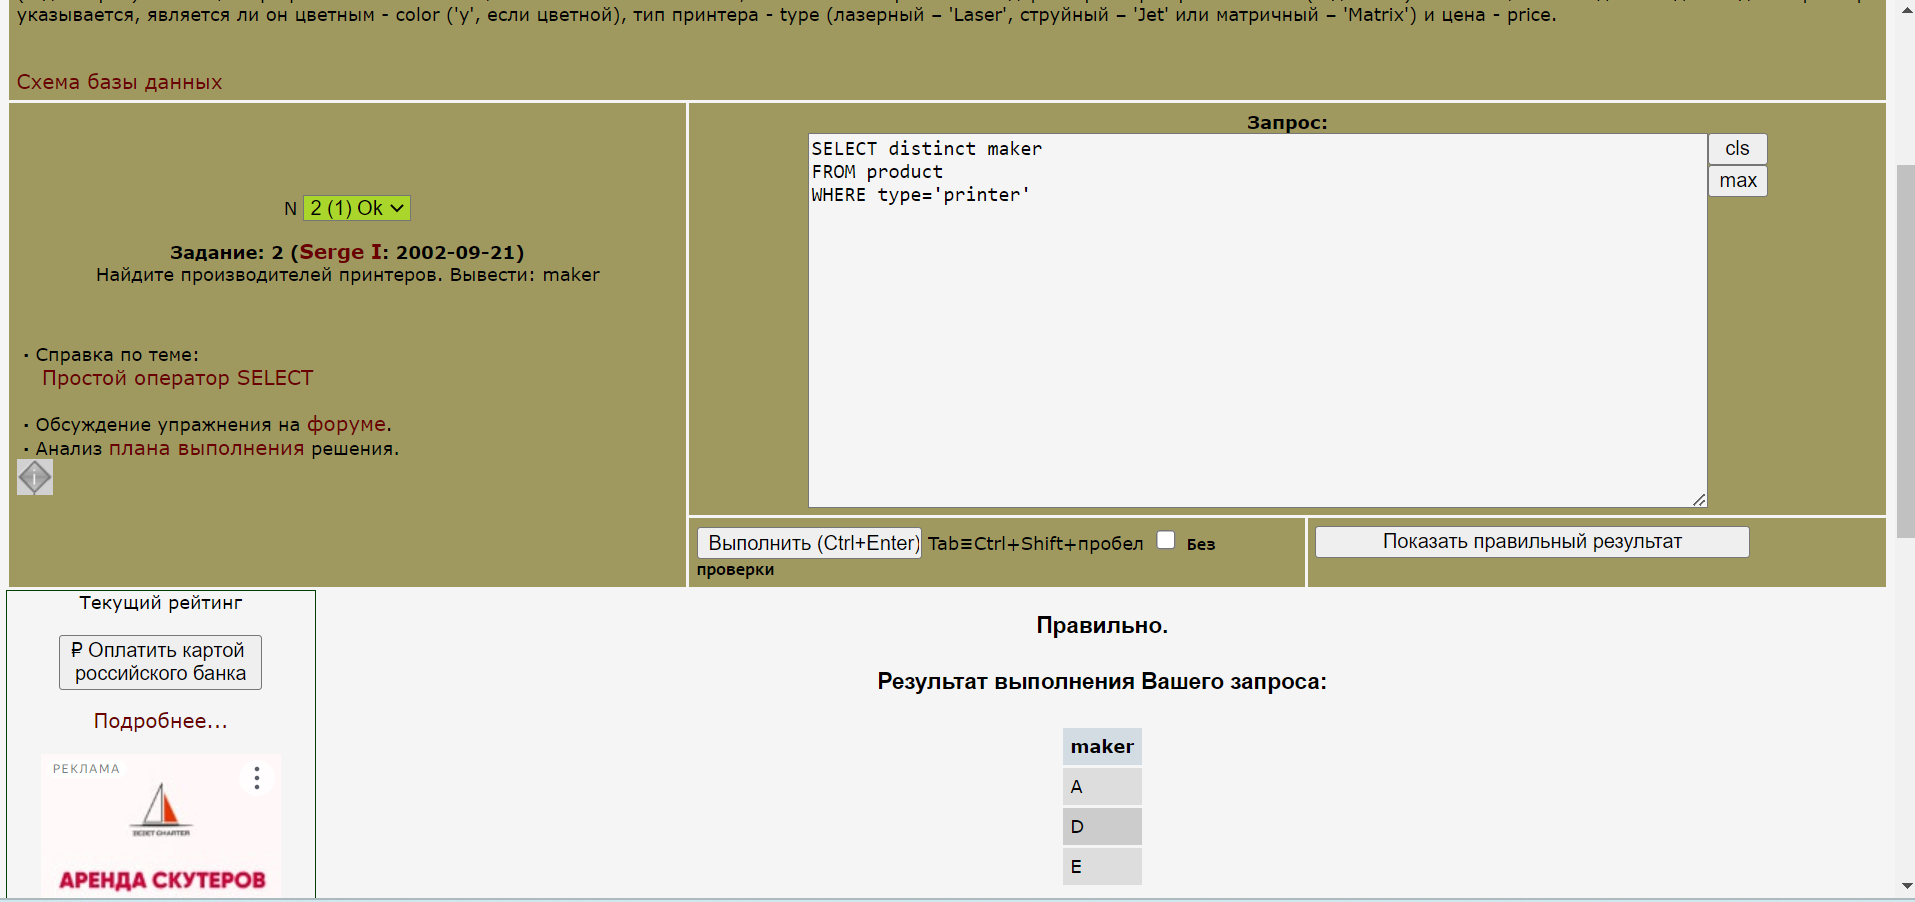 указывается, является ли он цветным - color ('y', если цветной), тип принтера - type (лазерный – 'Laser', струйный – 'Jet' или матричный – 'Matrix') и цена - price.
Схема базы данных
N 2 (1) Ok
Задание: 2 (Serge I: 2002-09-21)
Найдите производителей принтеров. Вывести: maker
· Справка по теме:
Простой оператор SELECT
· Обсуждение упражнения на форуме.
· Анализ плана выполнения решения.
Запрос:
SELECT distinct maker
FROM product
WHERE type='printer'
cls
max
Выполнить (Ctrl+Enter) Tab≡Ctrl+Shift+пробел Без
проверки
Показать правильный результат
Текущий рейтинг
₽ Оплатить картой
российского банка
Подробнее...
РЕКЛАМА
АРЕНДА СКУТЕРОВ
Правильно.
Результат выполнения Вашего запроса:
maker
A
D
E